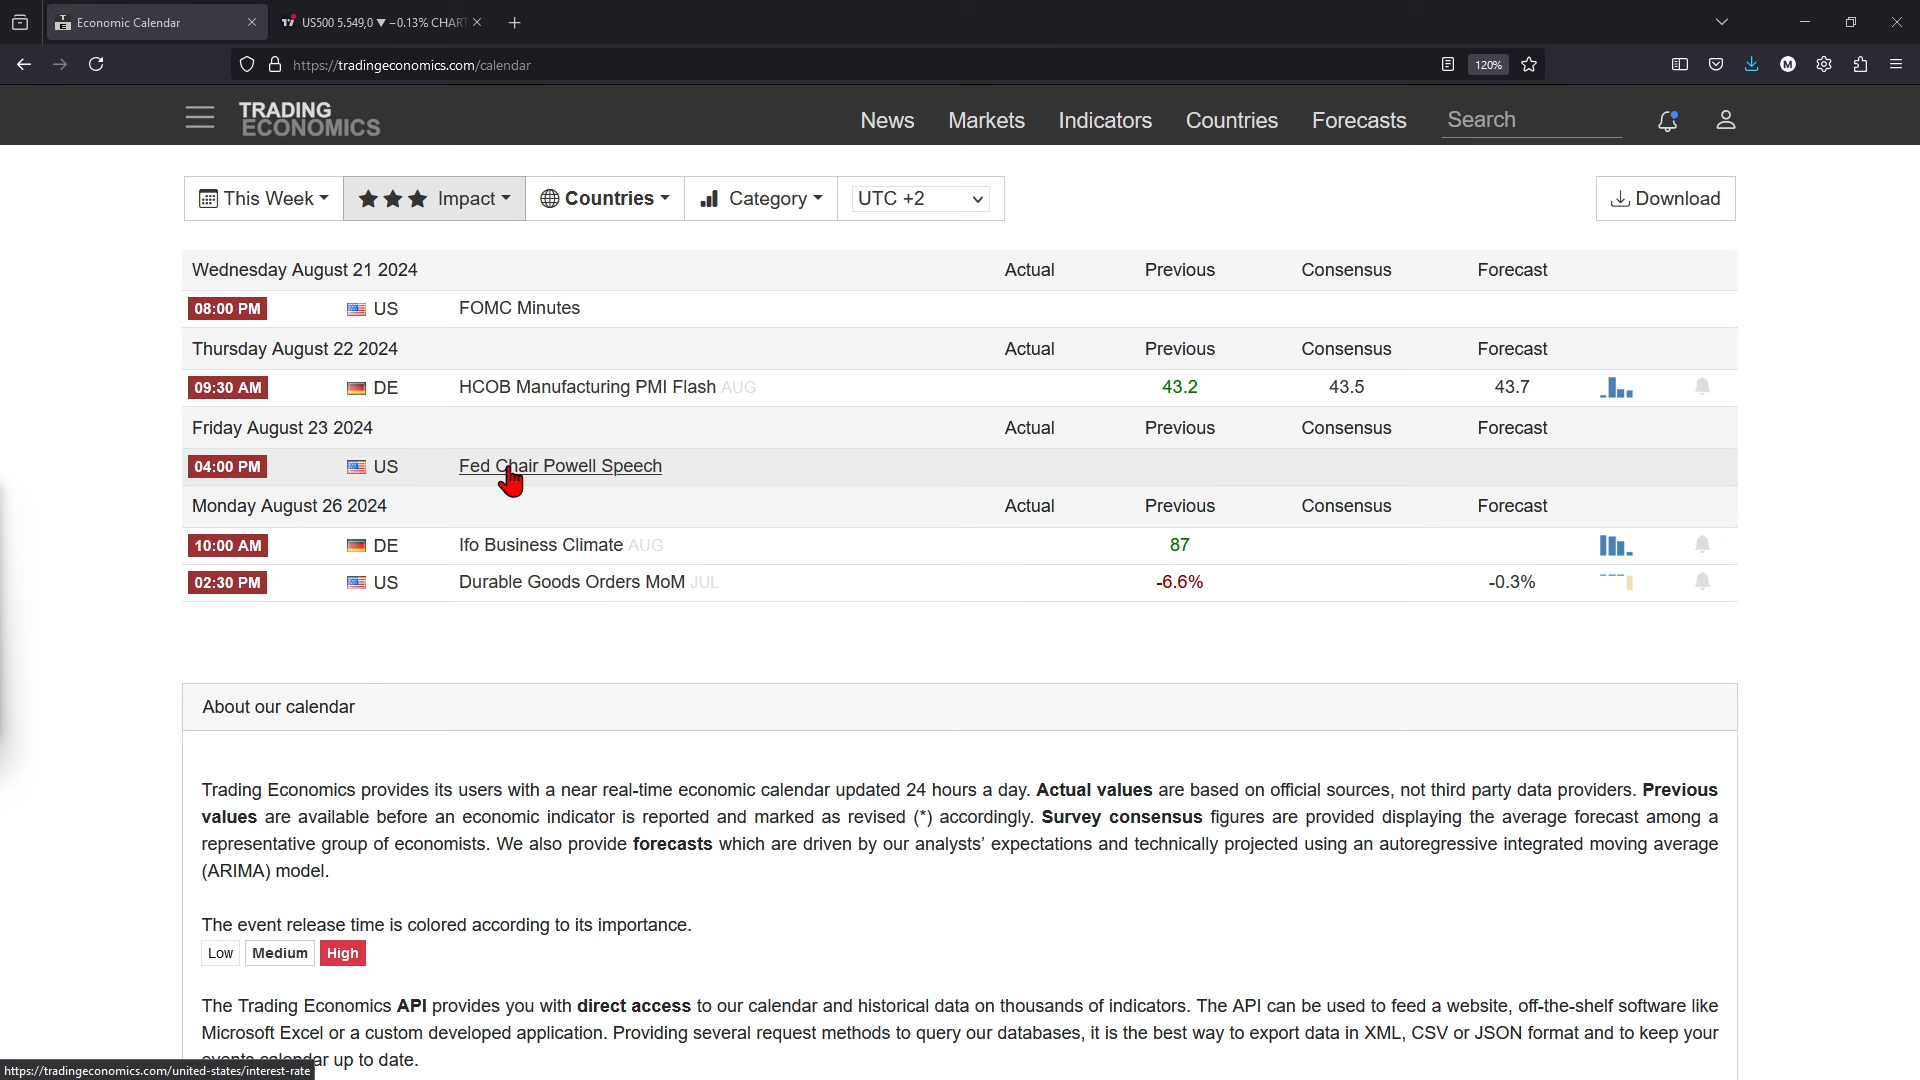 Economic Calendar
US500 5.549,0 ▼ −0.13% CHAR
https://tradingeconomics.com/calendar
120%
M
TRADING
ECONOMICS
News Markets Indicators Countries Forecasts Search
This Week Impact Countries Category UTC +2 Download
Wednesday August 21 2024 Actual Previous Consensus Forecast
08:00 PM US FOMC Minutes
Thursday August 22 2024 Actual Previous Consensus Forecast
09:30 AM DE HCOB Manufacturing PMI Flash AUG 43.2 43.5 43.7
Friday August 23 2024 Actual Previous Consensus Forecast
04:00 PM US Fed Chair Powell Speech
Monday August 26 2024 Actual Previous Consensus Forecast
10:00 AM DE Ifo Business Climate AUG 87
02:30 PM US Durable Goods Orders MoM JUL -6.6% -0.3%
About our calendar
Trading Economics provides its users with a near real-time economic calendar updated 24 hours a day. Actual values are based on official sources, not third party data providers. Previous
values are available before an economic indicator is reported and marked as revised (*) accordingly. Survey consensus figures are provided displaying the average forecast among a
representative group of economists. We also provide forecasts which are driven by our analysts' expectations and technically projected using an autoregressive integrated moving average
(ARIMA) model.
The event release time is colored according to its importance.
Low Medium High
The Trading Economics API provides you with direct access to our calendar and historical data on thousands of indicators. The API can be used to feed a website, off-the-shelf software like
Microsoft Excel or a custom developed application. Providing several request methods to query our databases, it is the best way to export data in XML, CSV or JSON format and to keep your
events calendar up to date.
https://tradingeconomics.com/united-states/interest-rate